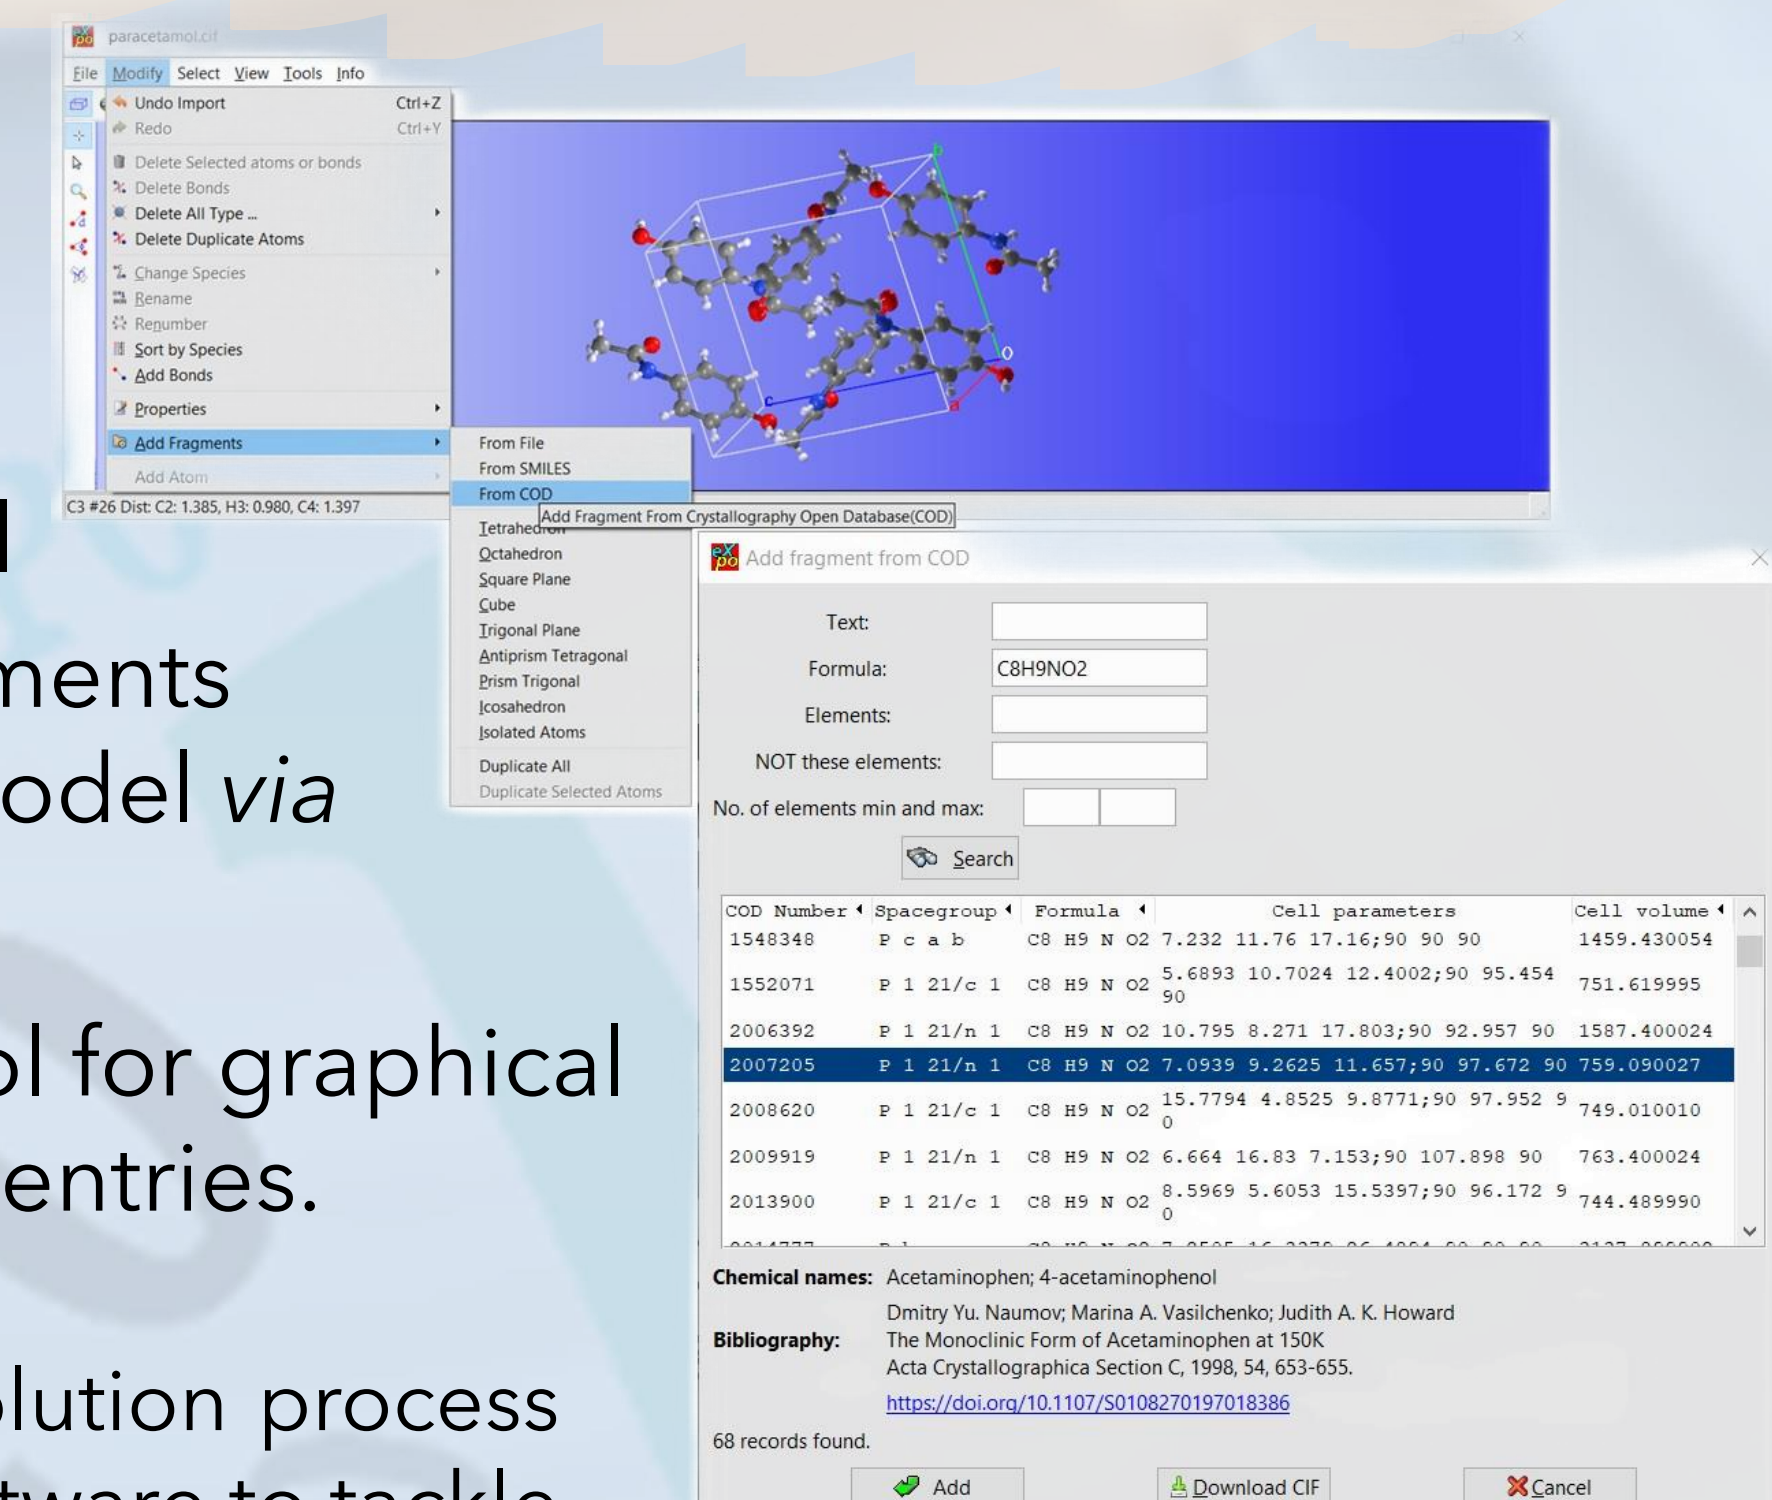 paracetamol.cif
File Modify Select View Tools Info
Undo Import Ctrl+Z
Redo Ctrl+Y
Delete Selected atoms or bonds
Delete Bonds
Delete All Type ...
Delete Duplicate Atoms
Change Species
Rename
Renumber
Sort by Species
Add Bonds
Properties
Add Fragments
Add Atom
C3 #26 Dist: C2: 1.385, H3: 0.980, C4: 1.397
b
O
c
a
From File
From SMILES
From COD
Add Fragment From Crystallography Open Database(COD)
Tetrahedron
Octahedron
Square Plane
Cube
Trigonal Plane
Antiprism Tetragonal
Prism Trigonal
Icosahedron
Isolated Atoms
Duplicate All
Duplicate Selected Atoms
ments
odel via
ol for graphical
entries.
olution process
tware to tackle
eXpo Add fragment from COD
Text:
Formula: C8H9NO2
Elements:
NOT these elements:
No. of elements min and max:
Search
COD Number Spacegroup Formula Cell parameters Cell volume
1548348 P c a b C8 H9 N O2 7.232 11.76 17.16;90 90 90 1459.430054
1552071 P 1 21/c 1 C8 H9 N O2 5.6893 10.7024 12.4002;90 95.454 90 751.619995
2006392 P 1 21/n 1 C8 H9 N O2 10.795 8.271 17.803;90 92.957 90 1587.400024
2007205 P 1 21/n 1 C8 H9 N O2 7.0939 9.2625 11.657;90 97.672 90 759.090027
2008620 P 1 21/c 1 C8 H9 N O2 15.7794 4.8525 9.8771;90 97.952 90 749.010010
2009919 P 1 21/n 1 C8 H9 N O2 6.664 16.83 7.153;90 107.898 90 763.400024
2013900 P 1 21/c 1 C8 H9 N O2 8.5969 5.6053 15.5397;90 96.172 90 744.489990
Chemical names: Acetaminophen; 4-acetaminophenol
Dmitry Yu. Naumov; Marina A. Vasilchenko; Judith A. K. Howard
Bibliography: The Monoclinic Form of Acetaminophen at 150K
Acta Crystallographica Section C, 1998, 54, 653-655.
https://doi.org/10.1107/S0108270197018386
68 records found.
Add Download CIF Cancel